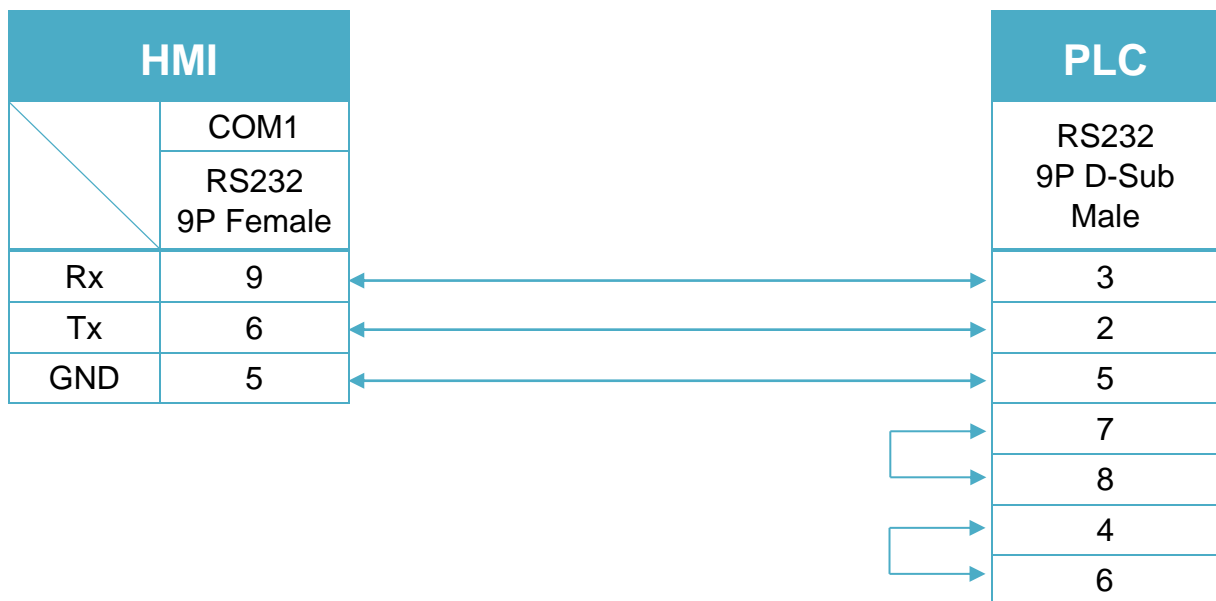 HMI
PLC
COM1
RS232
9P Female
RS232
9P D-Sub
Male
Rx 9 3
Tx 6 2
GND 5 5
7
8
4
6